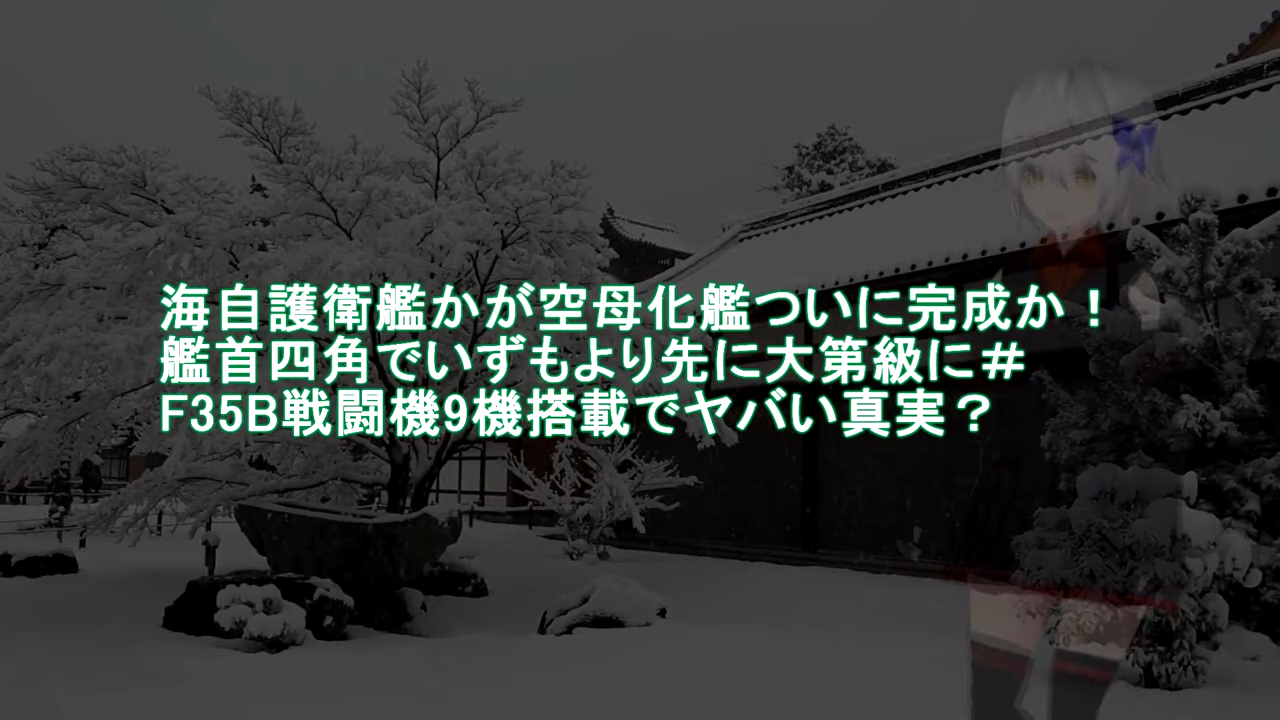 海自護衛艦かが空母化艦ついに完成か！
艦首四角でいずもより先に大第級に＃
F35B戦闘機9機搭載でヤバい真実？